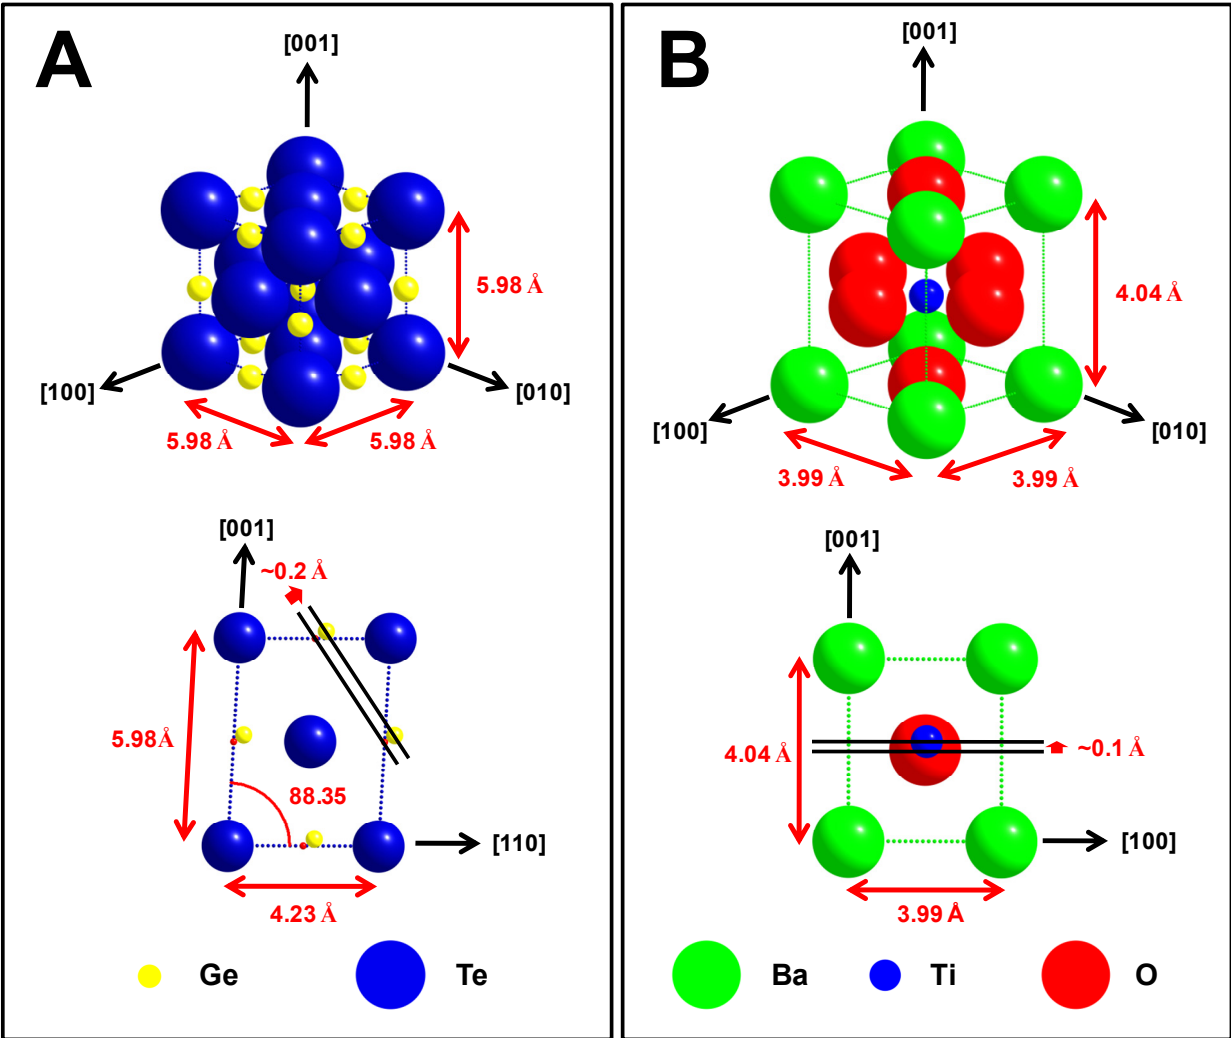 A
[001]
5.98 Å
[100]
[010]
5.98 Å
5.98 Å
[001]
~0.2 Å
5.98Å
88.35
[110]
4.23 Å
Ge
Te
B
[001]
4.04 Å
[100]
[010]
3.99 Å
3.99 Å
[001]
4.04 Å
~0.1 Å
[100]
3.99 Å
Ba
Ti
O